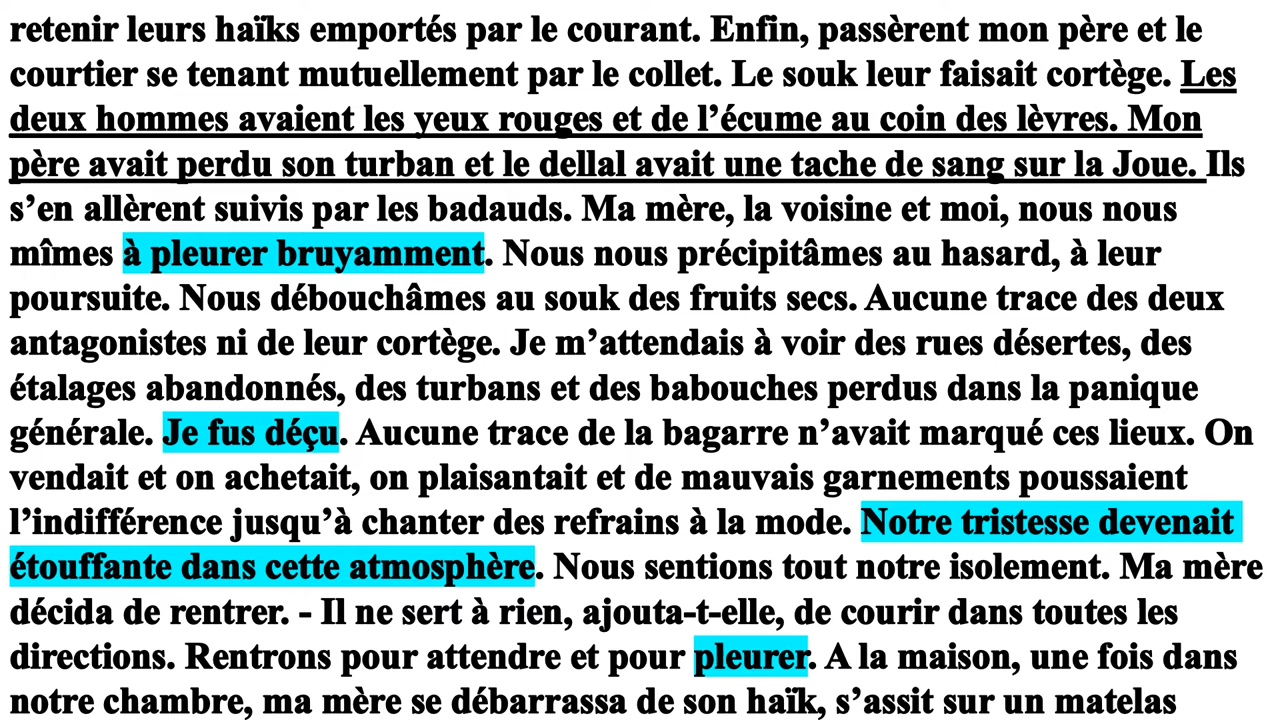 retenir leurs haïks emportés par le courant. Enfin, passèrent mon père et le
courtier se tenant mutuellement par le collet. Le souk leur faisait cortège. Les
deux hommes avaient les yeux rouges et de l’écume au coin des lèvres. Mon
père avait perdu son turban et le dellal avait une tache de sang sur la Joue. Ils
s’en allèrent suivis par les badauds. Ma mère, la voisine et moi, nous nous
mîmes à pleurer bruyamment. Nous nous précipitâmes au hasard, à leur
poursuite. Nous débouchâmes au souk des fruits secs. Aucune trace des deux
antagonistes ni de leur cortège. Je m’attendais à voir des rues désertes, des
étalages abandonnés, des turbans et des babouches perdus dans la panique
générale. Je fus déçu. Aucune trace de la bagarre n’avait marqué ces lieux. On
vendait et on achetait, on plaisantait et de mauvais garnements poussaient
l’indifférence jusqu’à chanter des refrains à la mode. Notre tristesse devenait
étouffante dans cette atmosphère. Nous sentions tout notre isolement. Ma mère
décida de rentrer. - Il ne sert à rien, ajouta-t-elle, de courir dans toutes les
directions. Rentrons pour attendre et pour pleurer. A la maison, une fois dans
notre chambre, ma mère se débarrassa de son haïk, s’assit sur un matelas